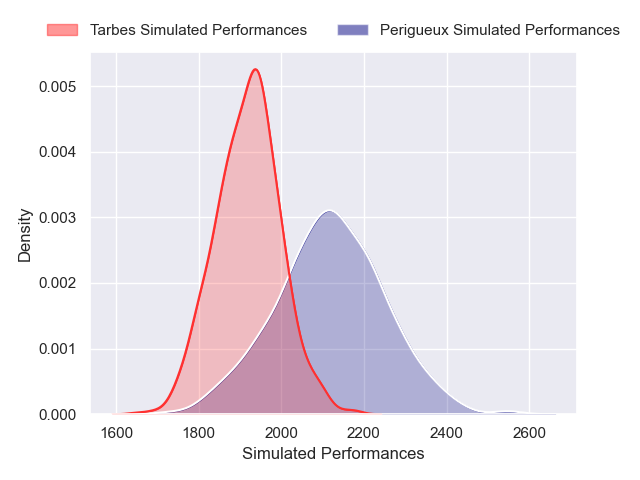 Tarbes Simulated Performances Perigueux Simulated Performances
0.005
0.004
0.003
0.002
0.001
0.000
Density
1600 1800 2000 2200 2400 2600
Simulated Performances